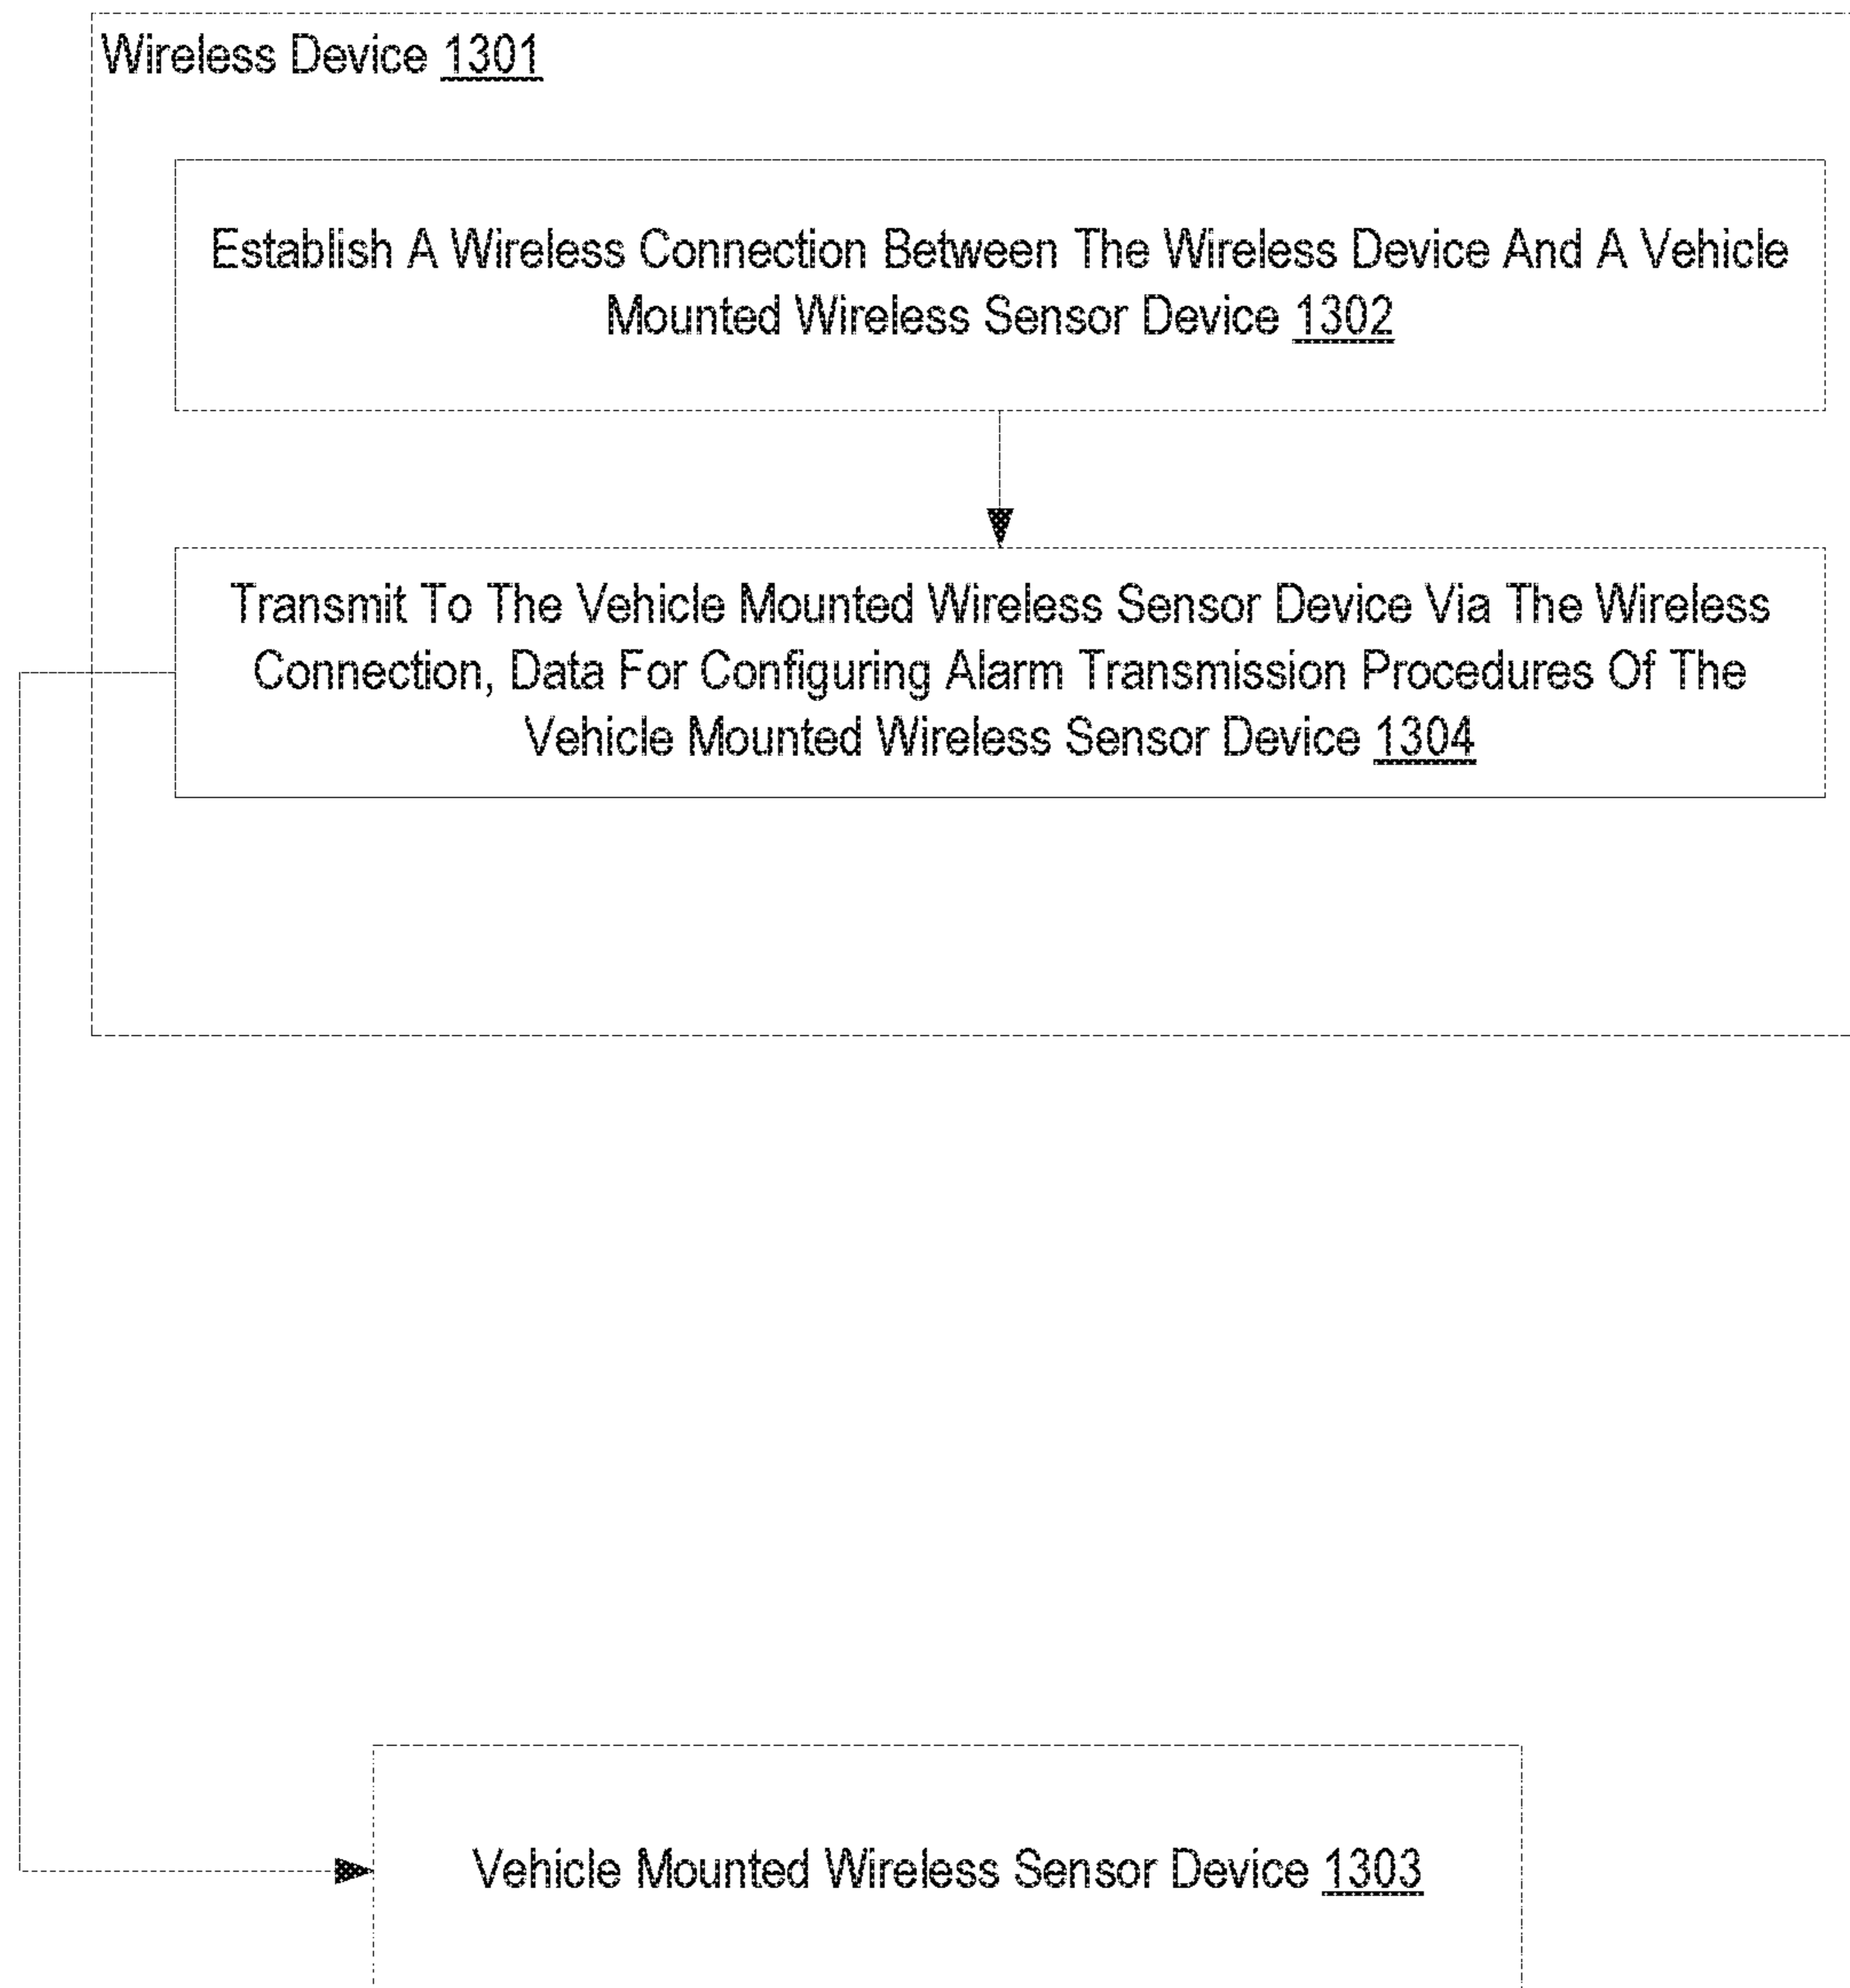 Wireless Device 1301
Establish A Wireless Connection Between The Wireless Device And A Vehicle
Mounted Wireless Sensor Device 1302
Transmit To The Vehicle Mounted Wireless Sensor Device Via The Wireless
Connection, Data For Configuring Alarm Transmission Procedures Of The
Vehicle Mounted Wireless Sensor Device 1304
Vehicle Mounted Wireless Sensor Device 1303